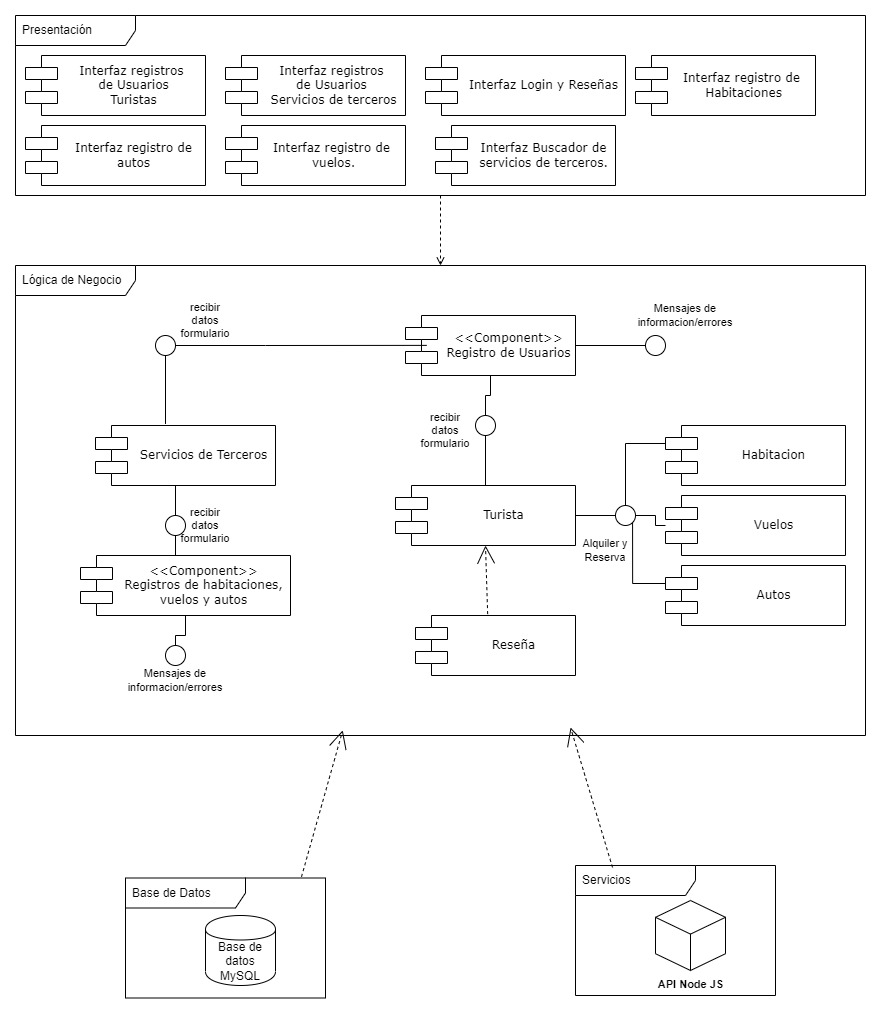 Presentación
Interfaz registros
de Usuarios
Turistas
Interfaz registros
de Usuarios
Servicios de terceros
Interfaz Login y Reseñas
Interfaz registro de
Habitaciones
Interfaz registro de
autos
Interfaz registro de
vuelos.
Interfaz Buscador de
servicios de terceros.
Lógica de Negocio
recibir
datos
formulario
<<Component>>
Registro de Usuarios
Mensajes de
informacion/errores
recibir
datos
formulario
Servicios de Terceros
Habitacion
Turista
Vuelos
recibir
datos
formulario
Alquiler y
Reserva
<<Component>>
Registros de habitaciones,
vuelos y autos
Autos
Reseña
Mensajes de
informacion/errores
Base de Datos
Base de
datos
MySQL
Servicios
API Node JS